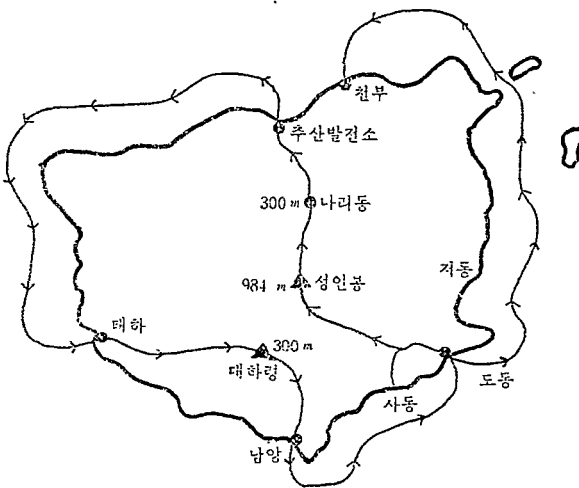 천부
추산발전소
300 m 나리동
984 m 성인봉
저동
태하
300 m
태하령
도동
사동
남양